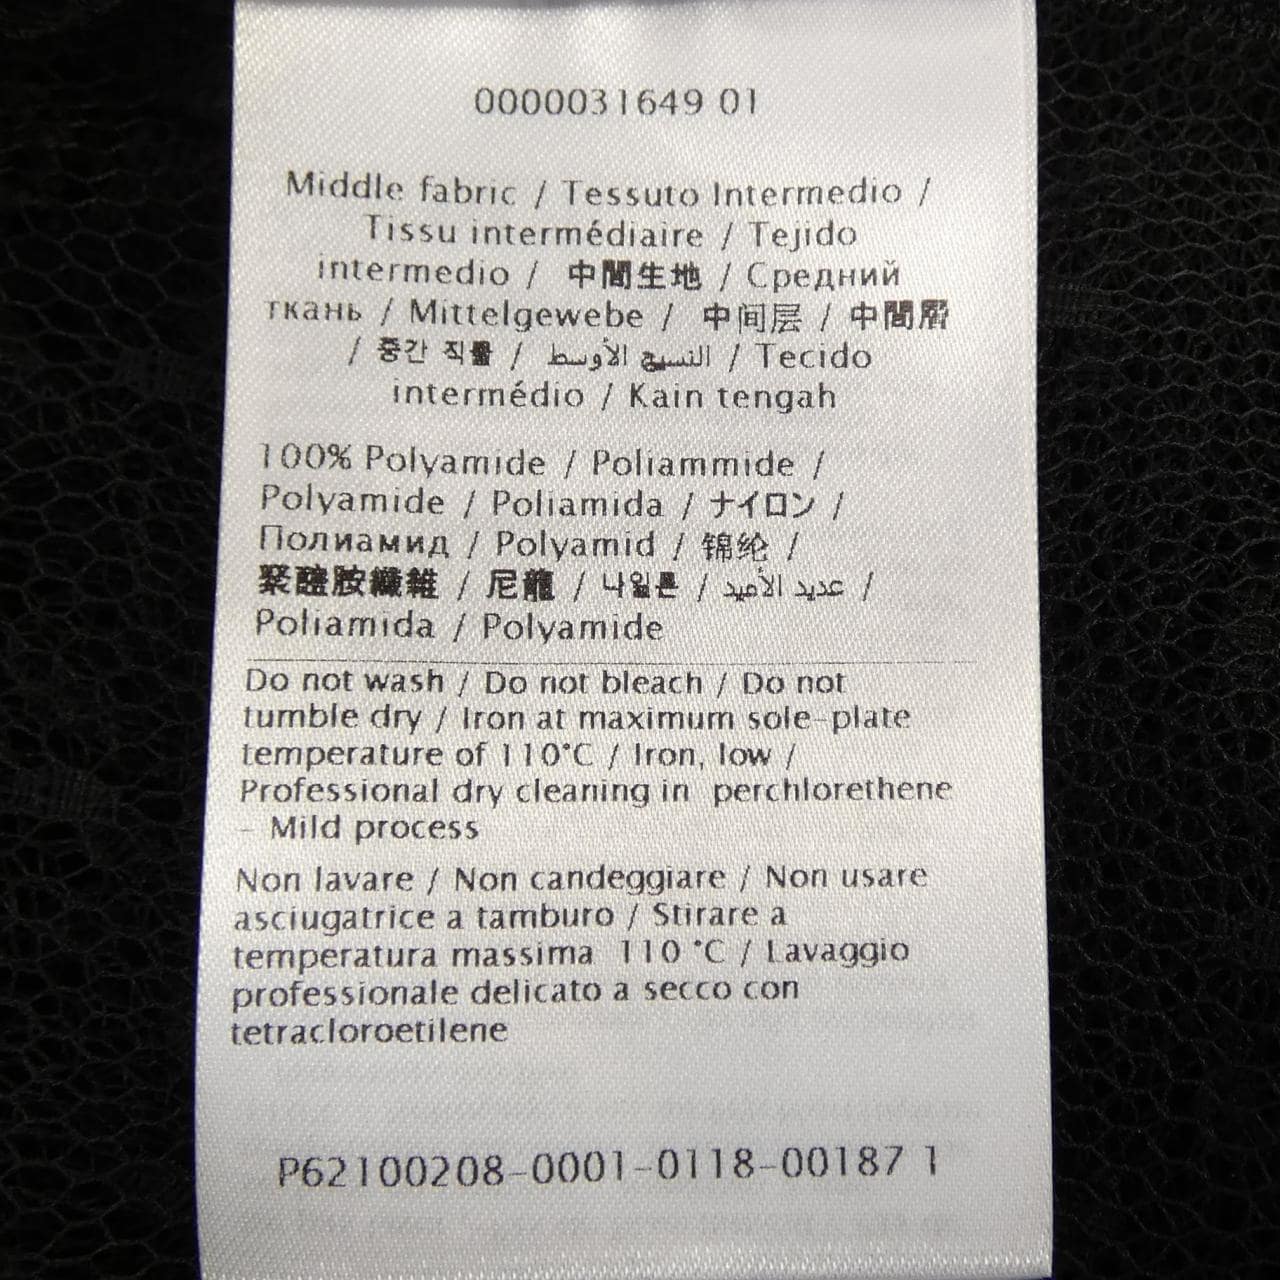 0000031649 01
Middle fabric / Tessuto Intermedio /
Tissu intermédiaire / Tejido
intermedio / 中間生地 / Средний
ткань / Mittelgewebe / 中间层 / 中間層
/ 중간 직물 / النسيج الأوسط / Tecido
intermédio / Kain tengah
100% Polyamide / Poliammide /
Polyamide / Poliamida / ナイロン /
Полиамид / Polyamid / 锦纶 /
聚醯胺纖維 / 尼龍 / 나일론 / عديد الأميد /
Poliamida / Polyamide
Do not wash / Do not bleach / Do not
tumble dry / Iron at maximum sole-plate
temperature of 110°C / Iron, low /
Professional dry cleaning in perchlorethene
- Mild process
Non lavare / Non candeggiare / Non usare
asciugatrice a tamburo / Stirare a
temperatura massima 110 °C / Lavaggio
professionale delicato a secco con
tetracloroetilene
P62100208-0001-0118-00187 1